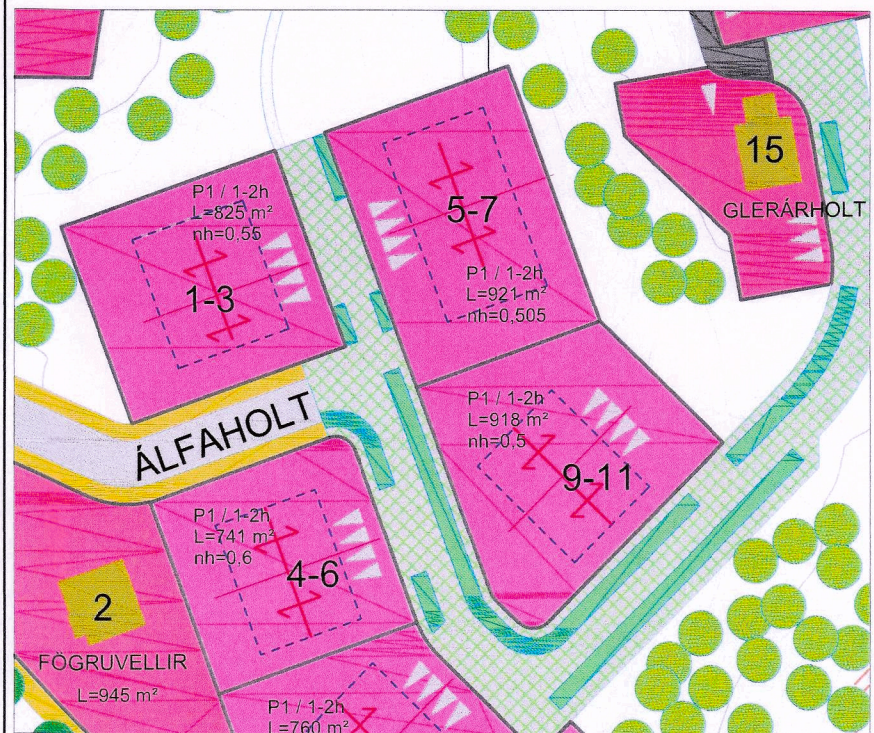 15
GLERÁRHOLT
P1 / 1-2h
L=825 m²
nh=0,55
1-3
5-7
P1 / 1-2h
L=921 m²
nh=0,505
P1 / 1-2h
L=918 m²
nh=0,5
9-11
ÁLFAHOLT
P1 / 1-2h
L=741 m²
nh=0,6
4-6
2
FÖGRUVELLIR
L=945 m²
P1 / 1-2h
L=760 m²